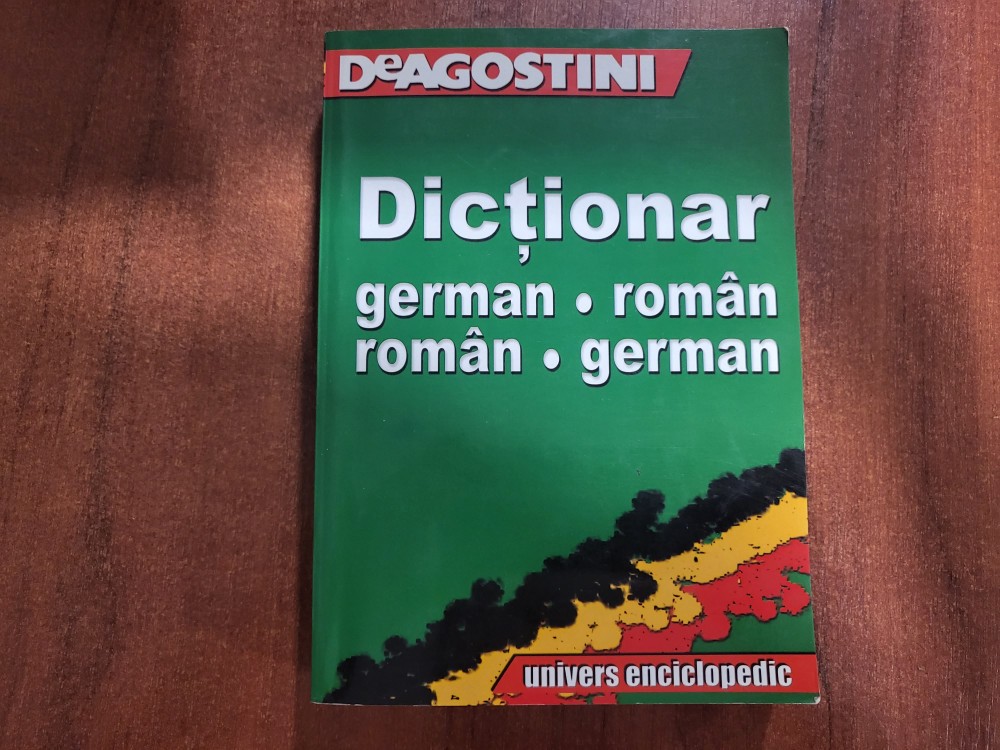 DeAGOSTINI
Dicționar
german • român
român • german
univers enciclopedic